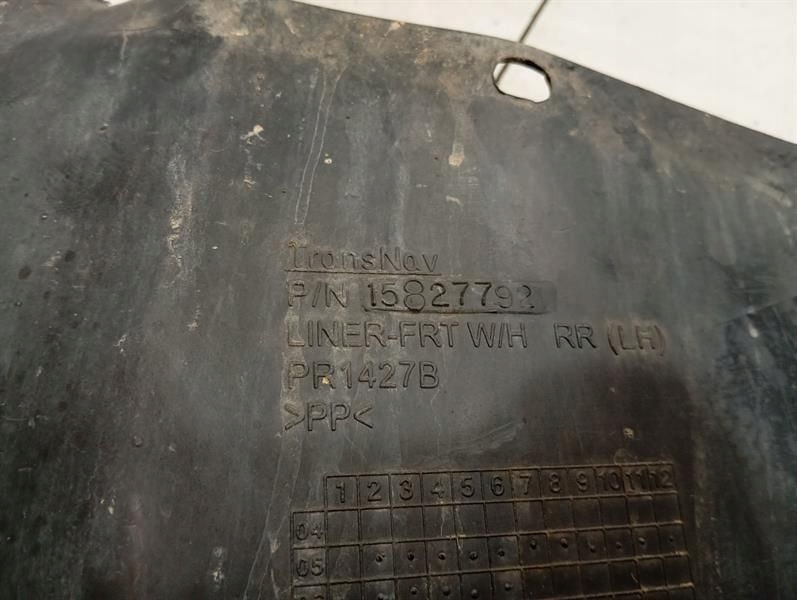 TransNav
P/N 15827792
LINER-FRT W/H RR (LH)
PR1427B
>PP<
1 2 3 4 5 6 7 8 9 10 11 12
04
05